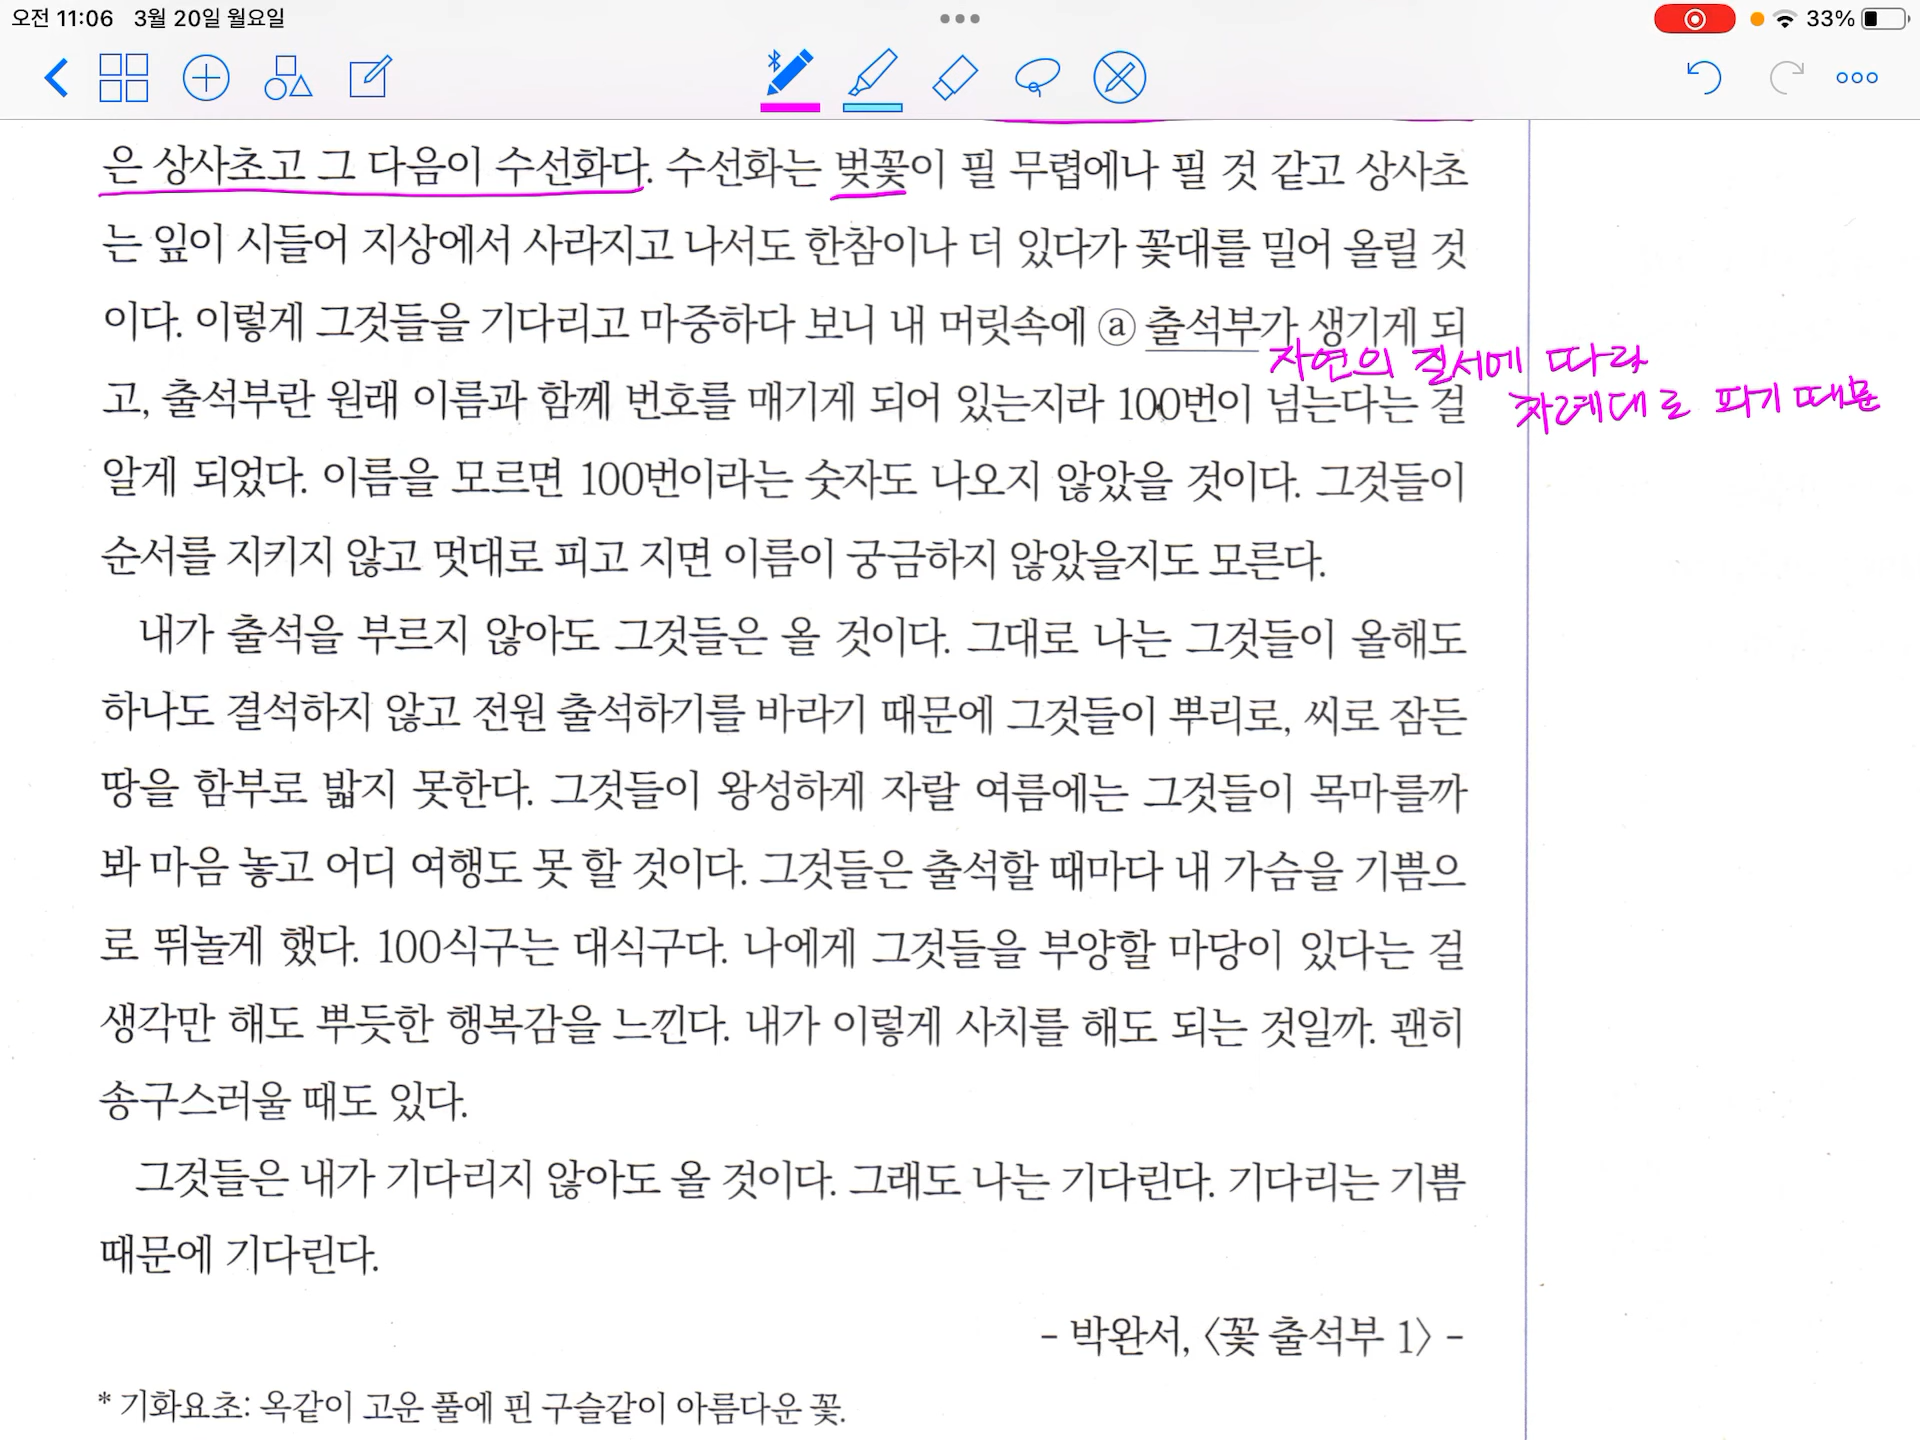 오전 11:06 3월 20일 월요일
33%
은 상사초고 그 다음이 수선화다. 수선화는 벚꽃이 필 무렵에나 필 것 같고 상사초
는 잎이 시들어 지상에서 사라지고 나서도 한참이나 더 있다가 꽃대를 밀어 올릴 것
이다. 이렇게 그것들을 기다리고 마중하다 보니 내 머릿속에 ⓐ 출석부가 생기게 되
자연의 질서에 따라
고, 출석부란 원래 이름과 함께 번호를 매기게 되어 있는지라 100번이 넘는다는 걸
차례대로 피기 때문
알게 되었다. 이름을 모르면 100번이라는 숫자도 나오지 않았을 것이다. 그것들이
순서를 지키지 않고 멋대로 피고 지면 이름이 궁금하지 않았을지도 모른다.
내가 출석을 부르지 않아도 그것들은 올 것이다. 그대로 나는 그것들이 올해도
하나도 결석하지 않고 전원 출석하기를 바라기 때문에 그것들이 뿌리로, 씨로 잠든
땅을 함부로 밟지 못한다. 그것들이 왕성하게 자랄 여름에는 그것들이 목마를까
봐 마음 놓고 어디 여행도 못 할 것이다. 그것들은 출석할 때마다 내 가슴을 기쁨으
로 뛰놀게 했다. 100식구는 대식구다. 나에게 그것들을 부양할 마당이 있다는 걸
생각만 해도 뿌듯한 행복감을 느낀다. 내가 이렇게 사치를 해도 되는 것일까. 괜히
송구스러울 때도 있다.
그것들은 내가 기다리지 않아도 올 것이다. 그래도 나는 기다린다. 기다리는 기쁨
때문에 기다린다.
- 박완서, 〈꽃 출석부 1〉 -
* 기화요초: 옥같이 고운 풀에 핀 구슬같이 아름다운 꽃.